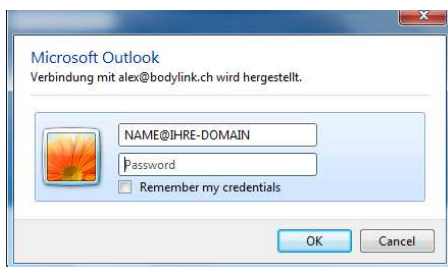 Microsoft Outlook
Verbindung mit alex@bodylink.ch wird hergestellt.
NAME@IHRE-DOMAIN
Password
Remember my credentials
OK
Cancel